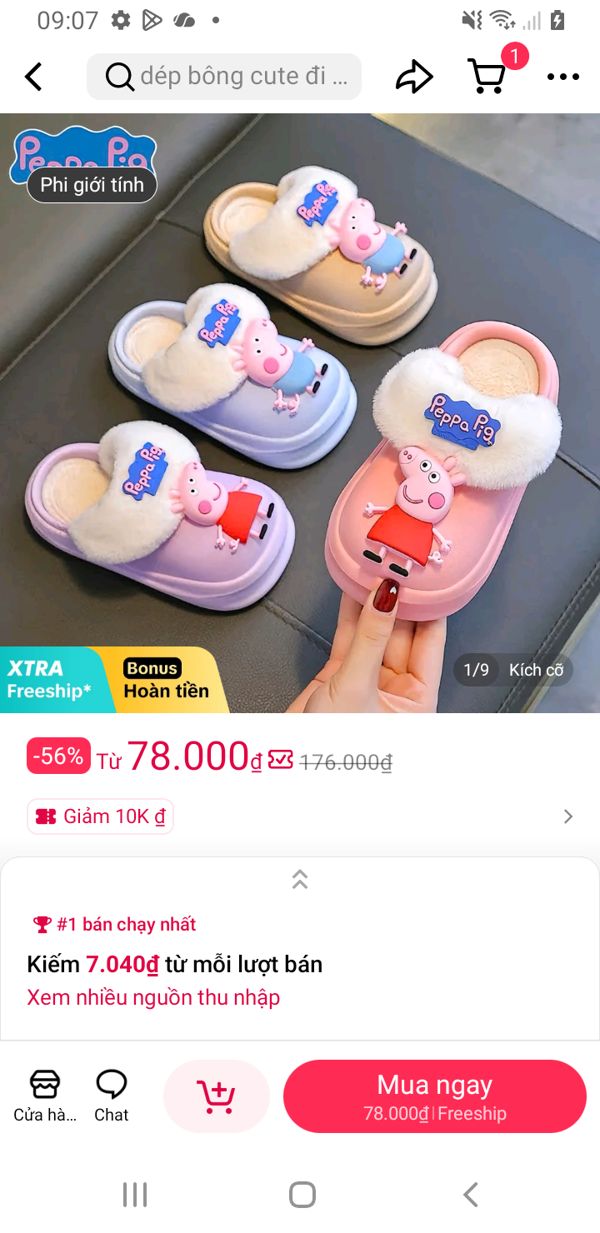 09:07
dép bông cute đi ...
1
Peppa Pig
Phi giới tính
Peppa Pig
Peppa Pig
Peppa Pig
Peppa Pig
XTRA
Freeship*
Bonus
Hoàn tiền
1/9 Kích cỡ
-56% Từ 78.000₫ 176.000₫
Giảm 10K ₫
#1 bán chạy nhất
Kiếm 7.040₫ từ mỗi lượt bán
Xem nhiều nguồn thu nhập
Cửa hà...
Chat
Mua ngay
78.000₫ | Freeship